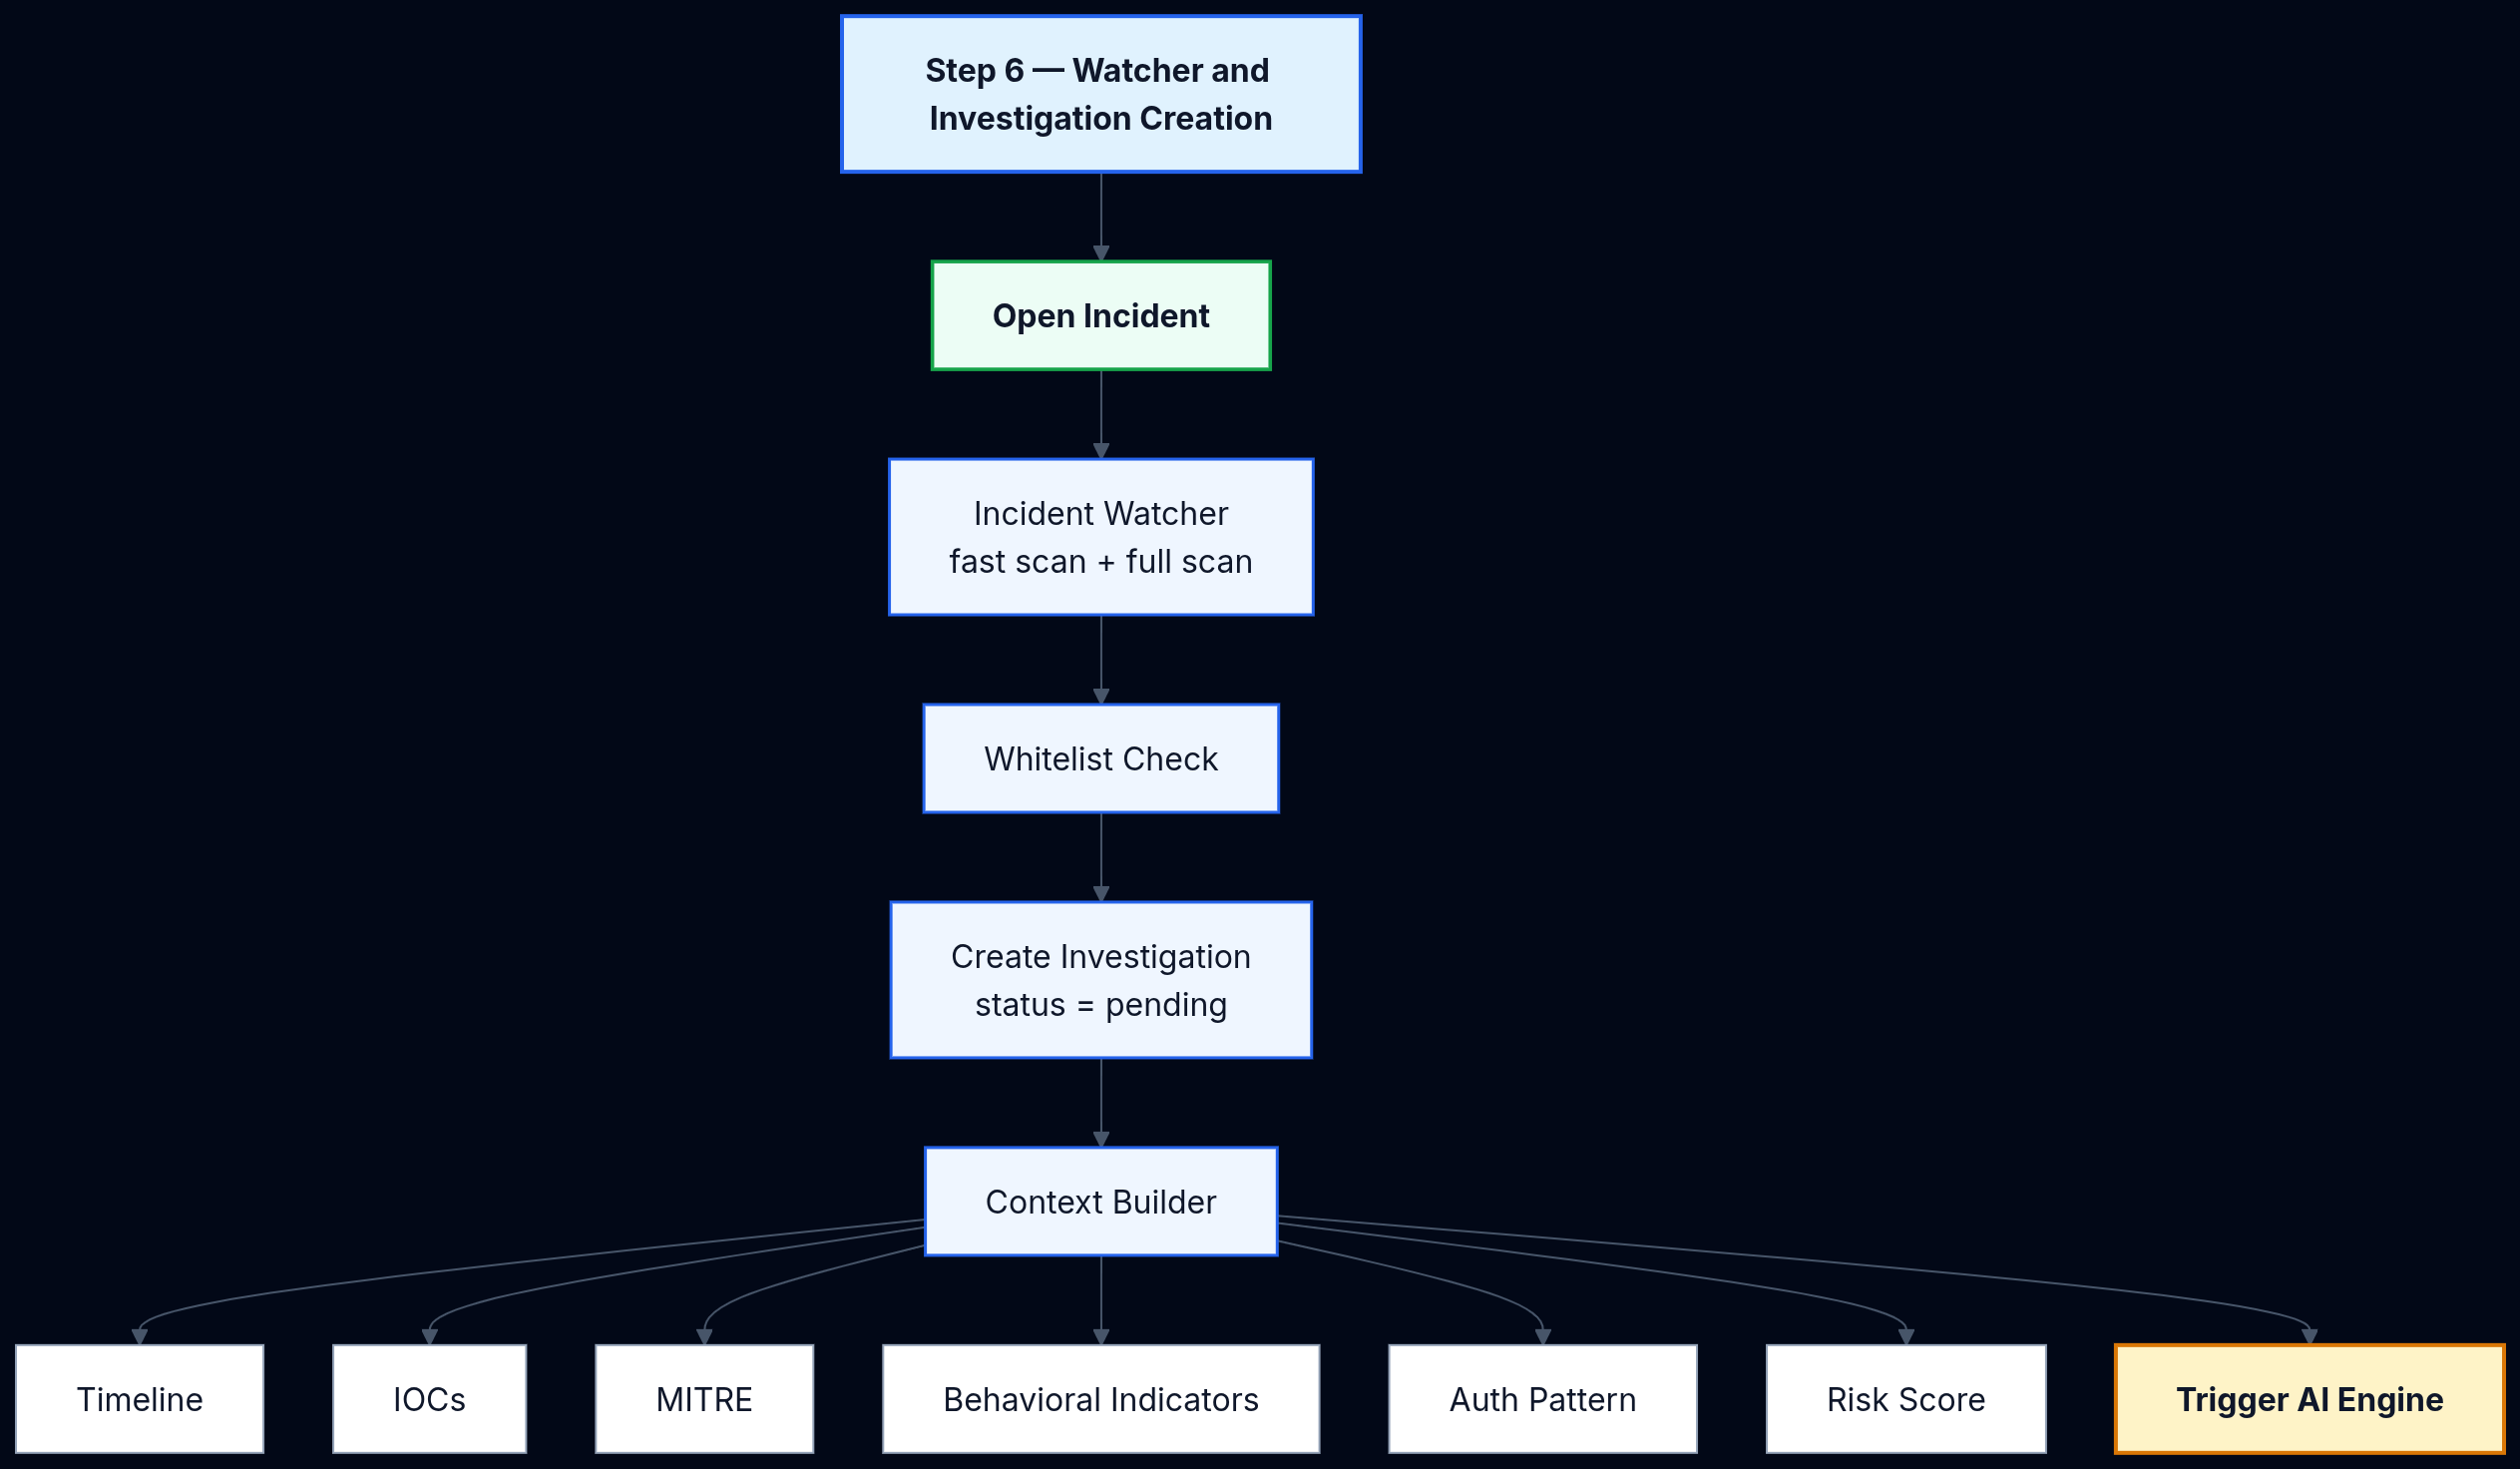 Step 6 — Watcher and
Investigation Creation
Open Incident
Incident Watcher
fast scan + full scan
Whitelist Check
Create Investigation
status = pending
Context Builder
Timeline
IOCs
MITRE
Behavioral Indicators
Auth Pattern
Risk Score
Trigger AI Engine